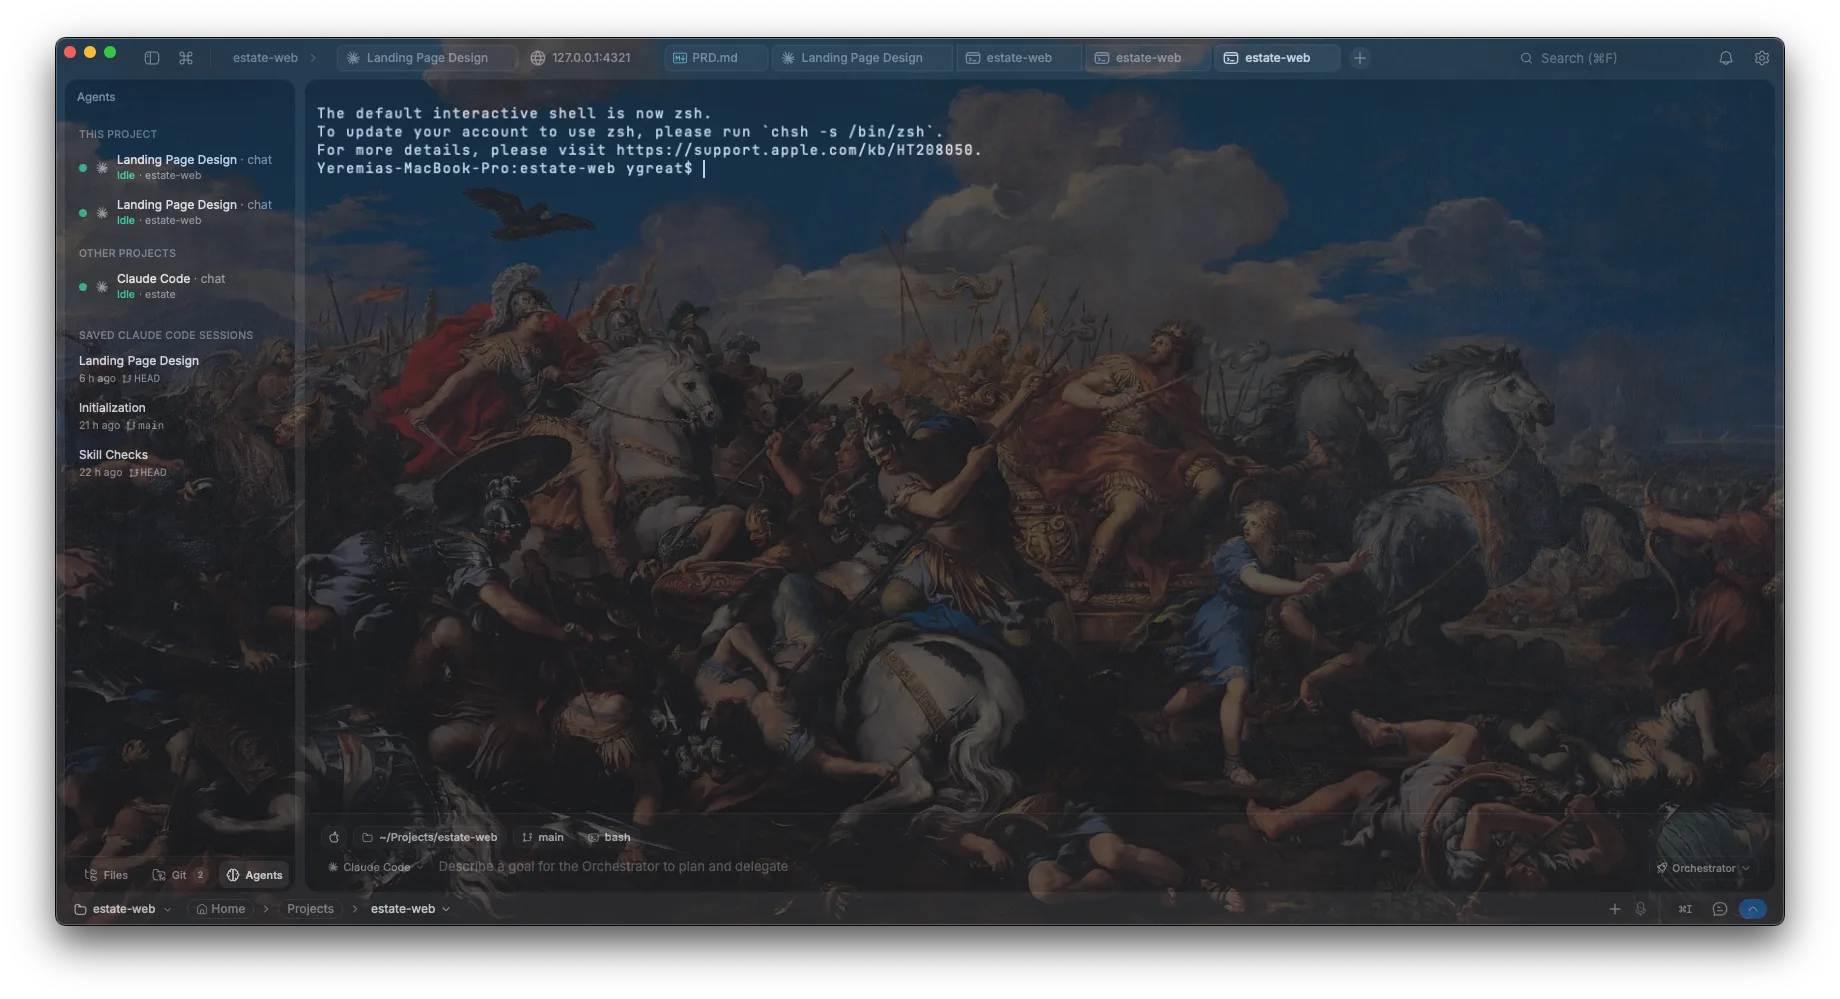 estate-web
Landing Page Design
127.0.0.1:4321
PRD.md
Landing Page Design
estate-web
estate-web
estate-web
Search (⌘F)
Agents
THIS PROJECT
Landing Page Design · chat
Idle · estate-web
Landing Page Design · chat
Idle · estate-web
OTHER PROJECTS
Claude Code · chat
Idle · estate
SAVED CLAUDE CODE SESSIONS
Landing Page Design
6 h ago HEAD
Initialization
21 h ago main
Skill Checks
22 h ago HEAD
Files
Git 2
Agents
The default interactive shell is now zsh.
To update your account to use zsh, please run `chsh -s /bin/zsh`.
For more details, please visit https://support.apple.com/kb/HT208050.
Yeremias-MacBook-Pro:estate-web ygreat$
~/Projects/estate-web
main
bash
Claude Code
Describe a goal for the Orchestrator to plan and delegate
Orchestrator
estate-web
Home
Projects
estate-web
⌘I